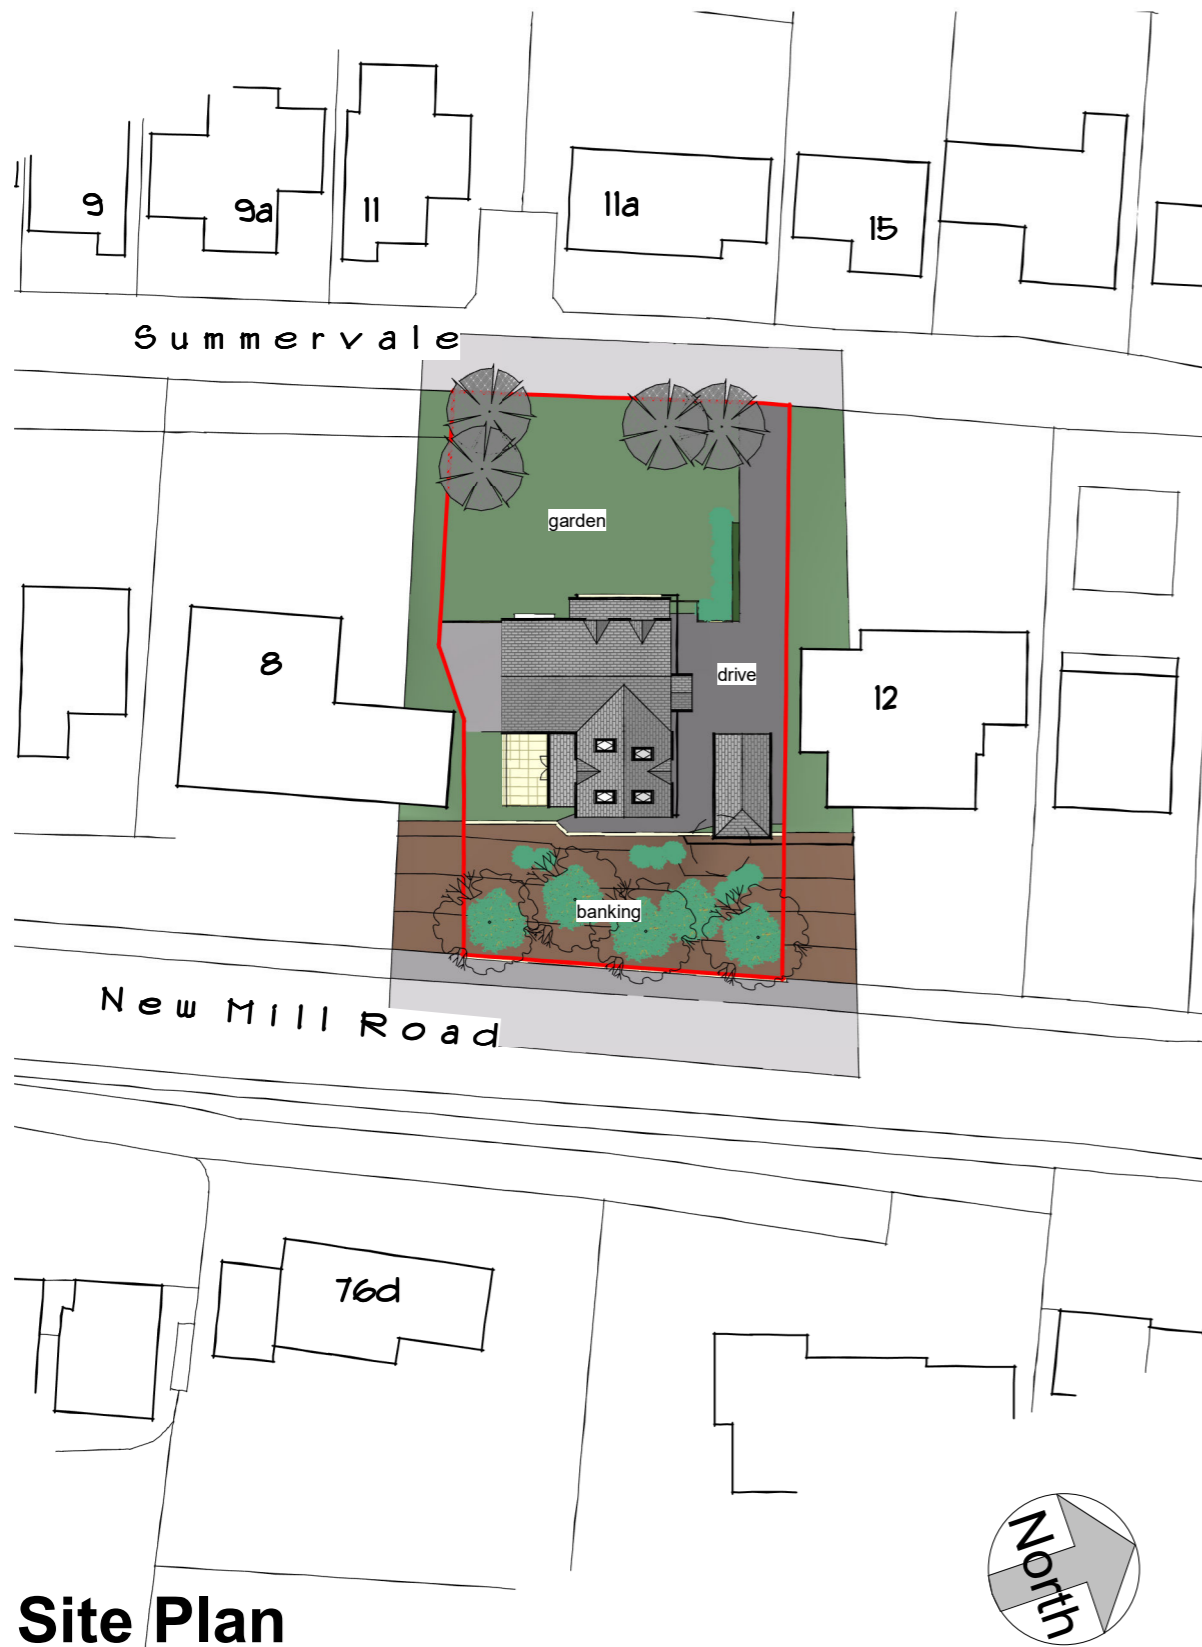 9
9a
11
11a
15
Summervale
garden
8
drive
12
banking
New Mill Road
76d
North
Site Plan